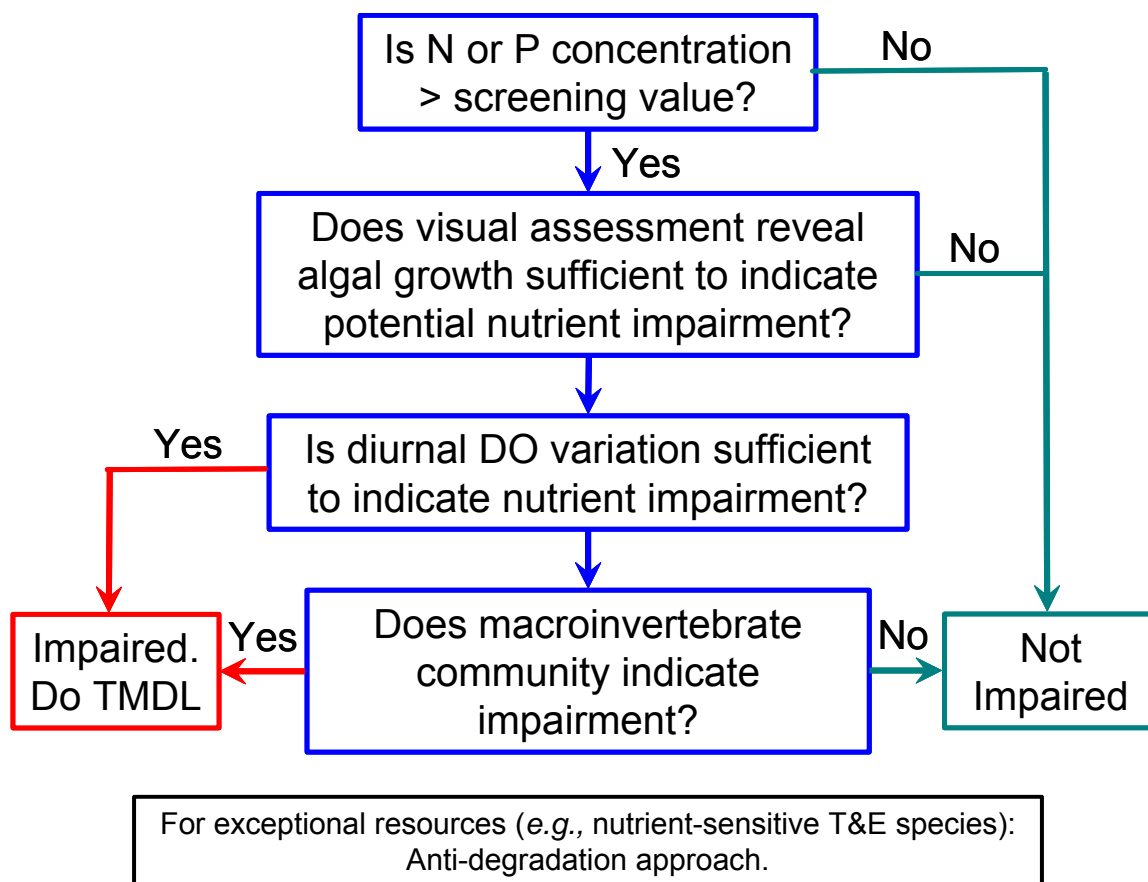 Is N or P concentration
> screening value?
No
Yes
Does visual assessment reveal
algal growth sufficient to indicate
potential nutrient impairment?
No
Yes
Is diurnal DO variation sufficient
to indicate nutrient impairment?
Impaired.
Do TMDL
Yes
Does macroinvertebrate
community indicate
impairment?
No
Not
Impaired
For exceptional resources (e.g., nutrient-sensitive T&E species):
Anti-degradation approach.